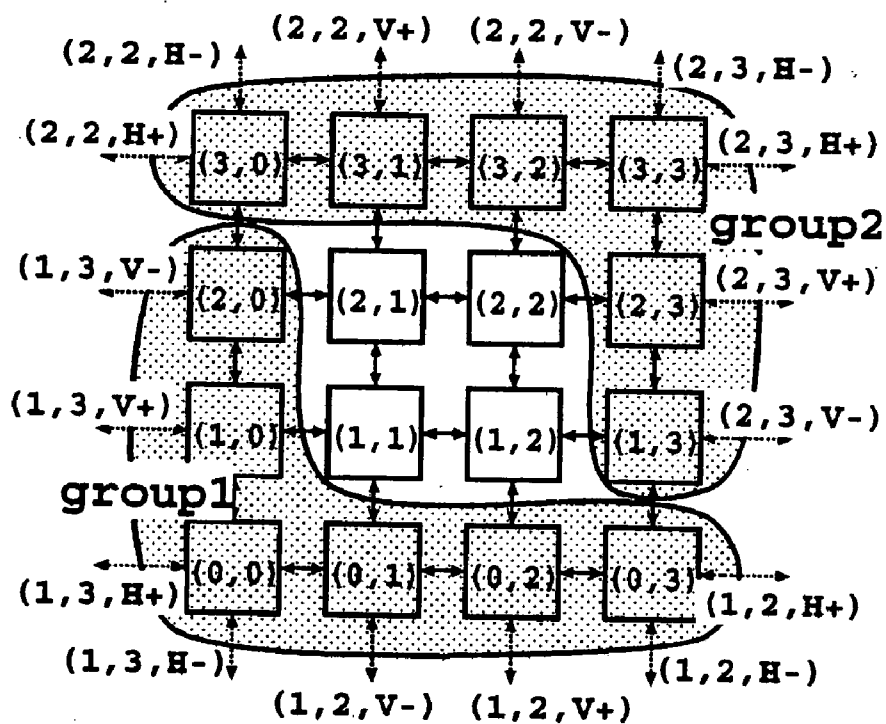 (2,2,V+) (2,2,V-)
(2,2,H-) (2,3,H-)
(2,2,H+) (3,0) (3,1) (3,2) (3,3) (2,3,H+)
group2
(1,3,V-) (2,0) (2,1) (2,2) (2,3) (2,3,V+)
(1,3,V+) (1,0) (1,1) (1,2) (1,3) (2,3,V-)
group1
(0,0) (0,1) (0,2) (0,3)
(1,3,H+) (1,2,H+)
(1,3,H-) (1,2,H-)
(1,2,V-) (1,2,V+)